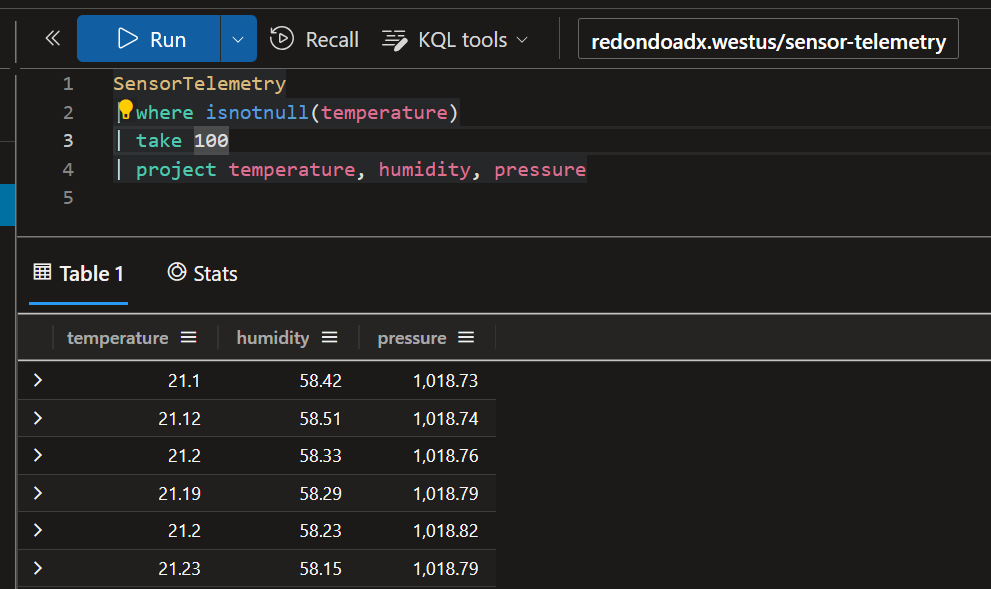 Run Recall KQL tools redondoadx.westus/sensor-telemetry
1 SensorTelemetry
2 | where isnotnull(temperature)
3 | take 100
4 | project temperature, humidity, pressure
5
Table 1 Stats
temperature humidity pressure
21.1 58.42 1,018.73
21.12 58.51 1,018.74
21.2 58.33 1,018.76
21.19 58.29 1,018.79
21.2 58.23 1,018.82
21.23 58.15 1,018.79